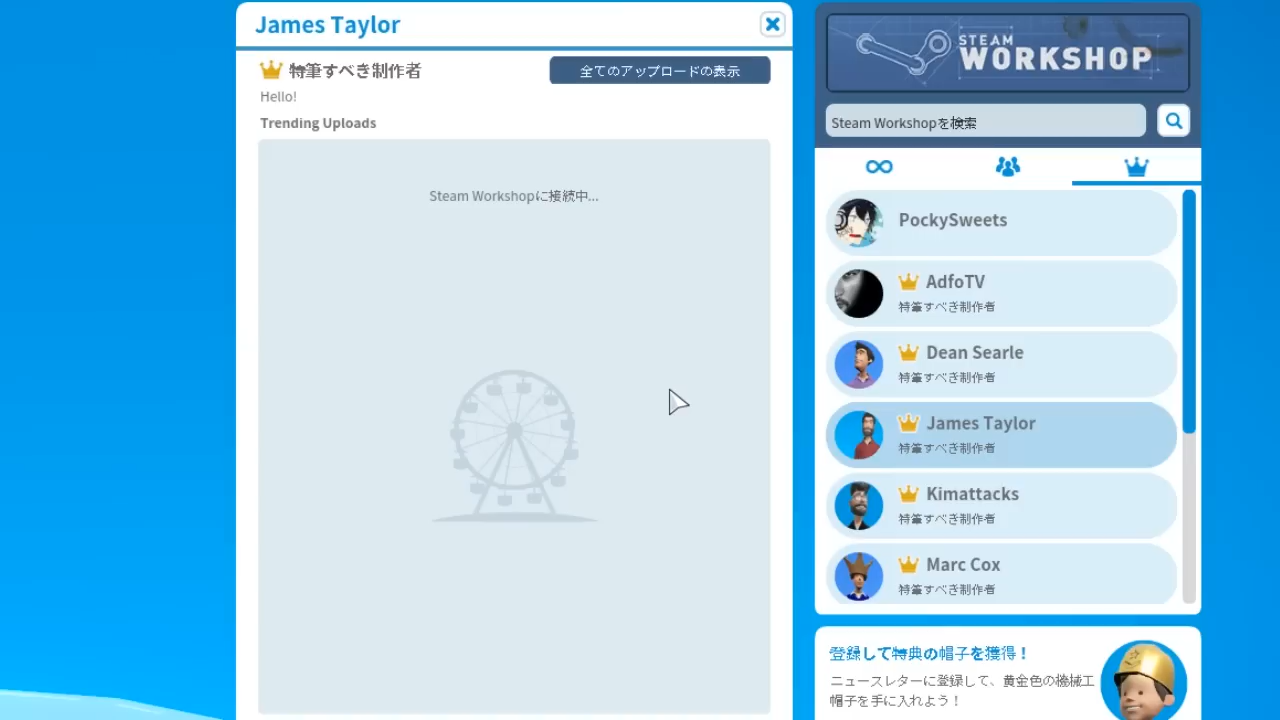 James Taylor
特筆すべき制作者
全てのアップロードの表示
Hello!
Trending Uploads
Steam Workshopに接続中...
STEAM
WORKSHOP
Steam Workshopを検索
PockySweets
AdfoTV
特筆すべき制作者
Dean Searle
特筆すべき制作者
James Taylor
特筆すべき制作者
Kimattacks
特筆すべき制作者
Marc Cox
特筆すべき制作者
登録して特典の帽子を獲得！
ニュースレターに登録して、黄金色の機械工
帽子を手に入れよう！